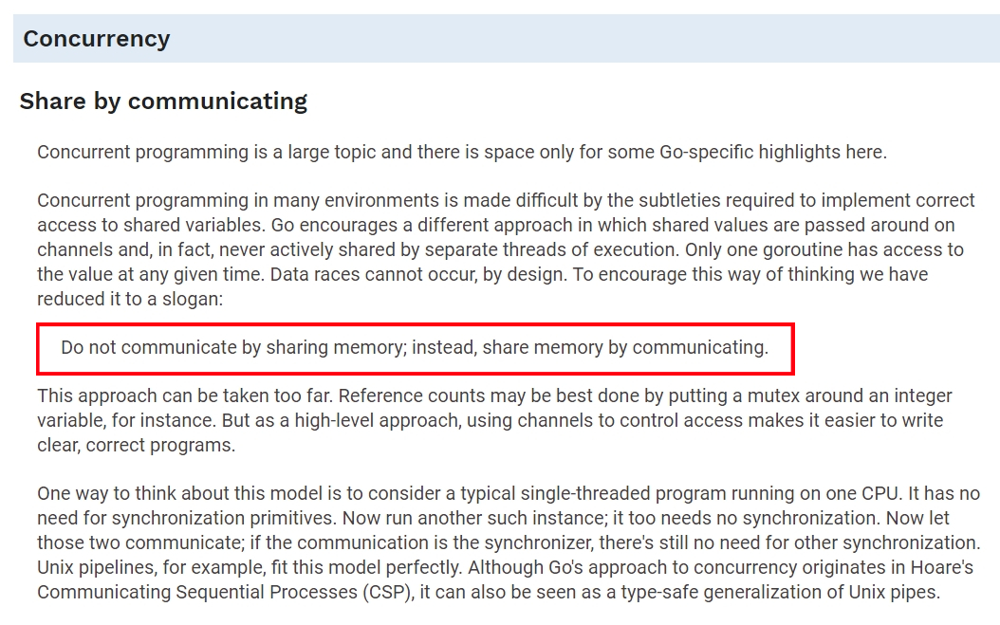 Concurrency
Share by communicating
Concurrent programming is a large topic and there is space only for some Go-specific highlights here.
Concurrent programming in many environments is made difficult by the subtleties required to implement correct
access to shared variables. Go encourages a different approach in which shared values are passed around on
channels and, in fact, never actively shared by separate threads of execution. Only one goroutine has access to
the value at any given time. Data races cannot occur, by design. To encourage this way of thinking we have
reduced it to a slogan:
Do not communicate by sharing memory; instead, share memory by communicating.
This approach can be taken too far. Reference counts may be best done by putting a mutex around an integer
variable, for instance. But as a high-level approach, using channels to control access makes it easier to write
clear, correct programs.
One way to think about this model is to consider a typical single-threaded program running on one CPU. It has no
need for synchronization primitives. Now run another such instance; it too needs no synchronization. Now let
those two communicate; if the communication is the synchronizer, there's still no need for other synchronization.
Unix pipelines, for example, fit this model perfectly. Although Go's approach to concurrency originates in Hoare's
Communicating Sequential Processes (CSP), it can also be seen as a type-safe generalization of Unix pipes.